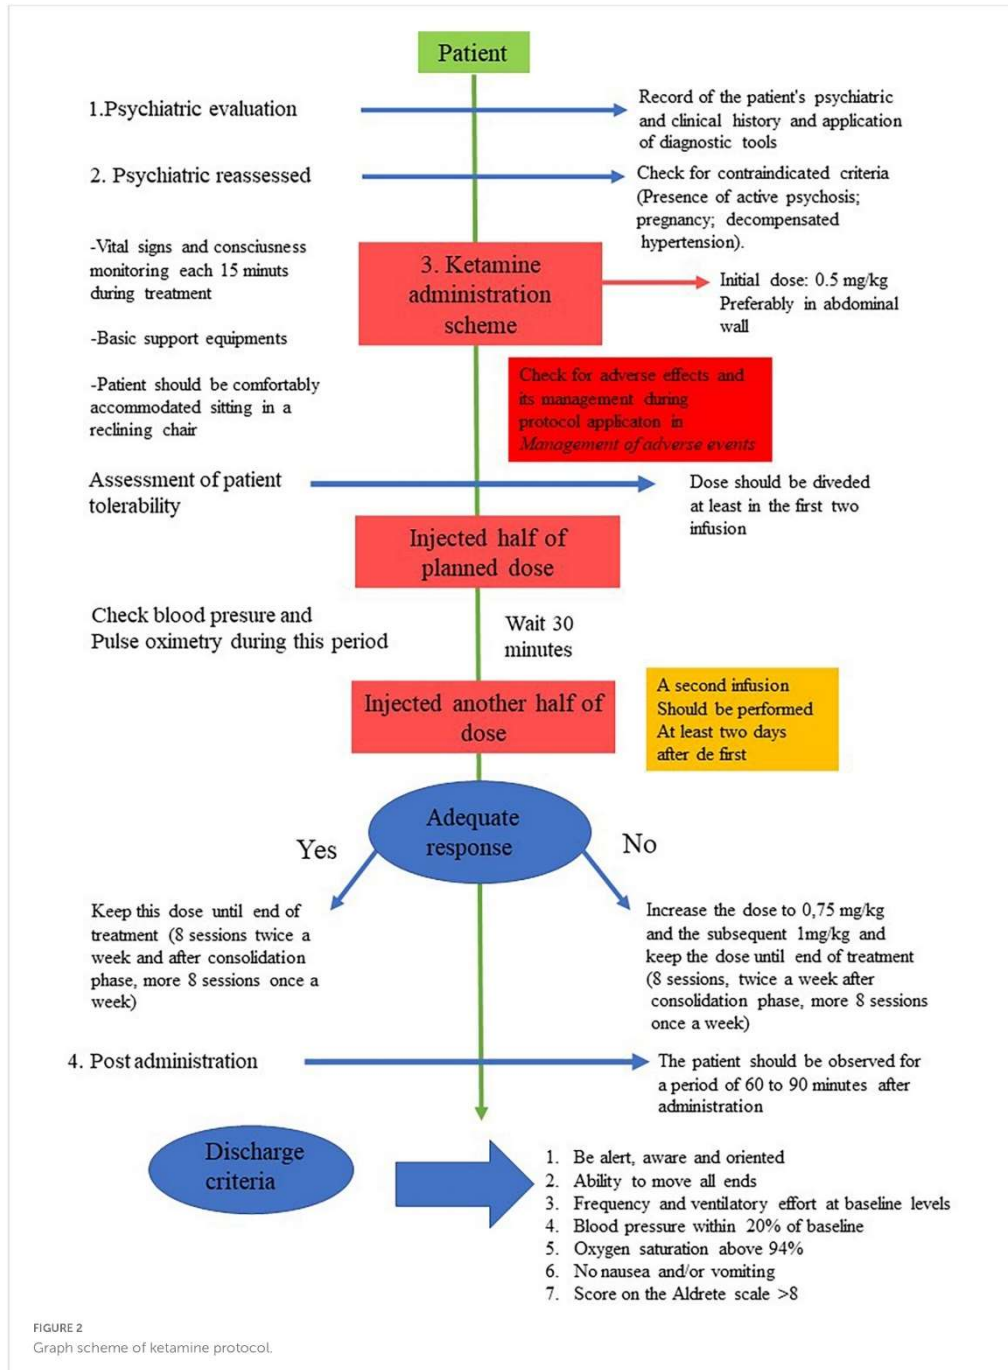 Patient
1.Psychiatric evaluation
Record of the patient's psychiatric
and clinical history and application
of diagnostic tools
2. Psychiatric reassessed
Check for contraindicated criteria
(Presence of active psychosis;
pregnancy; decompensated
hypertension).
-Vital signs and consciusness
monitoring each 15 minuts
during treatment
-Basic support equipments
-Patient should be comfortably
accommodated sitting in a
reclining chair
3. Ketamine
administration
scheme
Initial dose: 0.5 mg/kg
Preferably in abdominal
wall
Check for adverse effects and
its management during
protocol applicaton in
Management of adverse events
Assessment of patient
tolerability
Dose should be diveded
at least in the first two
infusion
Injected half of
planned dose
Check blood presure and
Pulse oximetry during this period
Wait 30
minutes
Injected another half of
dose
A second infusion
Should be performed
At least two days
after de first
Adequate
response
Yes
No
Keep this dose until end of
treatment (8 sessions twice a
week and after consolidation
phase, more 8 sessions once a
week)
Increase the dose to 0,75 mg/kg
and the subsequent 1mg/kg and
keep the dose until end of treatment
(8 sessions, twice a week after
consolidation phase, more 8 sessions
once a week)
4. Post administration
The patient should be observed for
a period of 60 to 90 minutes after
administration
Discharge
criteria
1. Be alert, aware and oriented
2. Ability to move all ends
3. Frequency and ventilatory effort at baseline levels
4. Blood pressure within 20% of baseline
5. Oxygen saturation above 94%
6. No nausea and/or vomiting
7. Score on the Aldrete scale >8
FIGURE 2
Graph scheme of ketamine protocol.